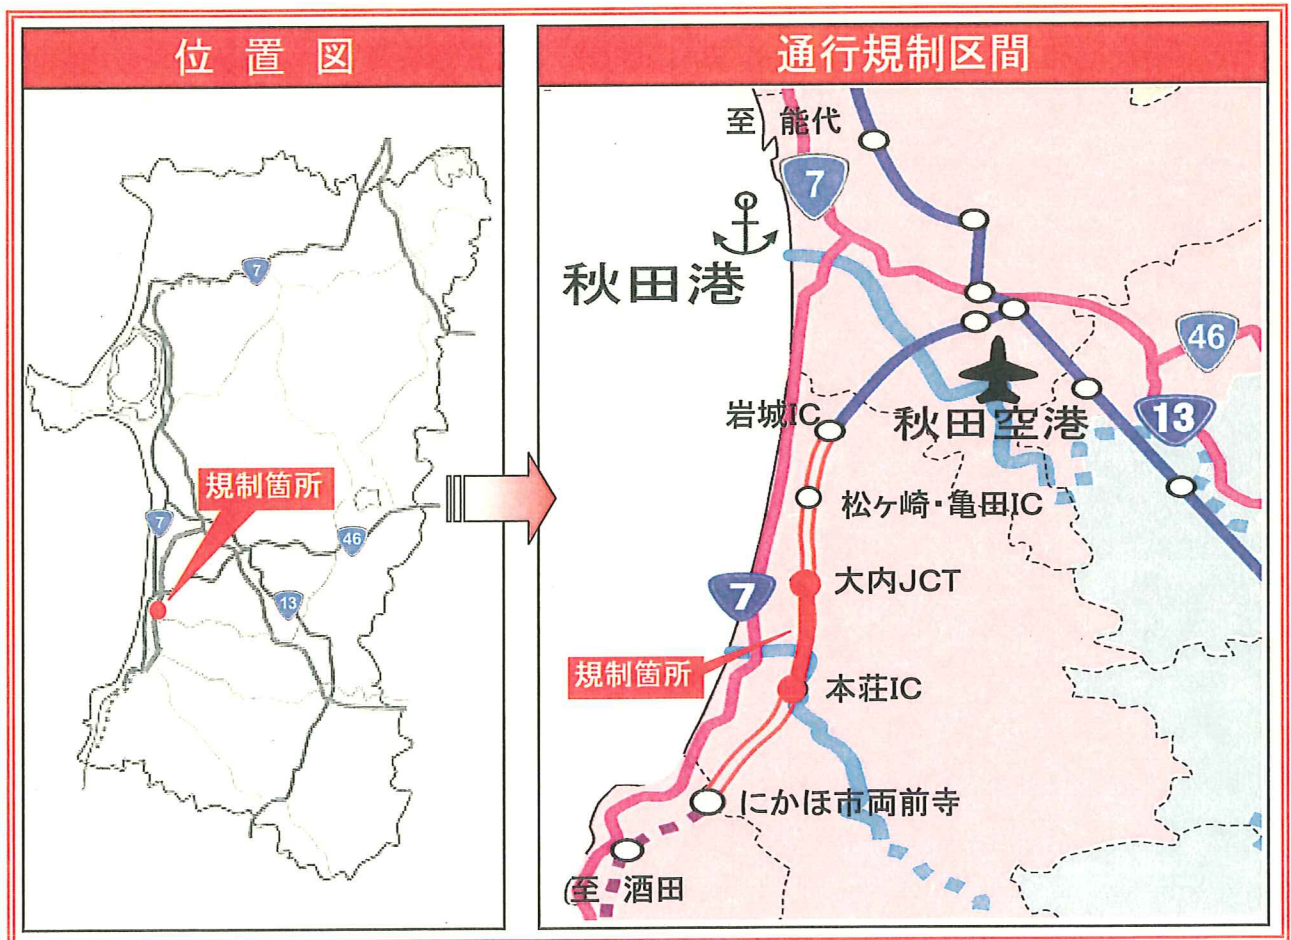 位置図
7
規制箇所
7
46
13
通行規制区間
至 能代
7
秋田港
46
岩城IC
秋田空港
13
松ヶ崎・亀田IC
大内JCT
7
規制箇所
本荘IC
にかほ市両前寺
(至 酒田